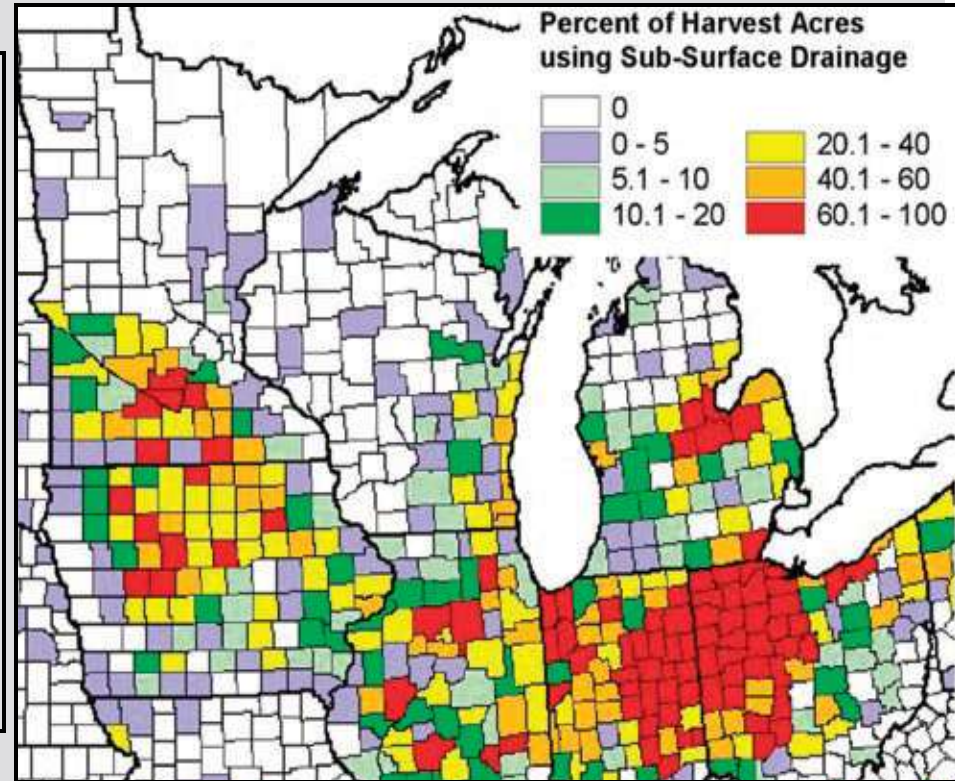 Percent of Harvest Acres
using Sub-Surface Drainage
0
0 - 5
5.1 - 10
10.1 - 20
20.1 - 40
40.1 - 60
60.1 - 100